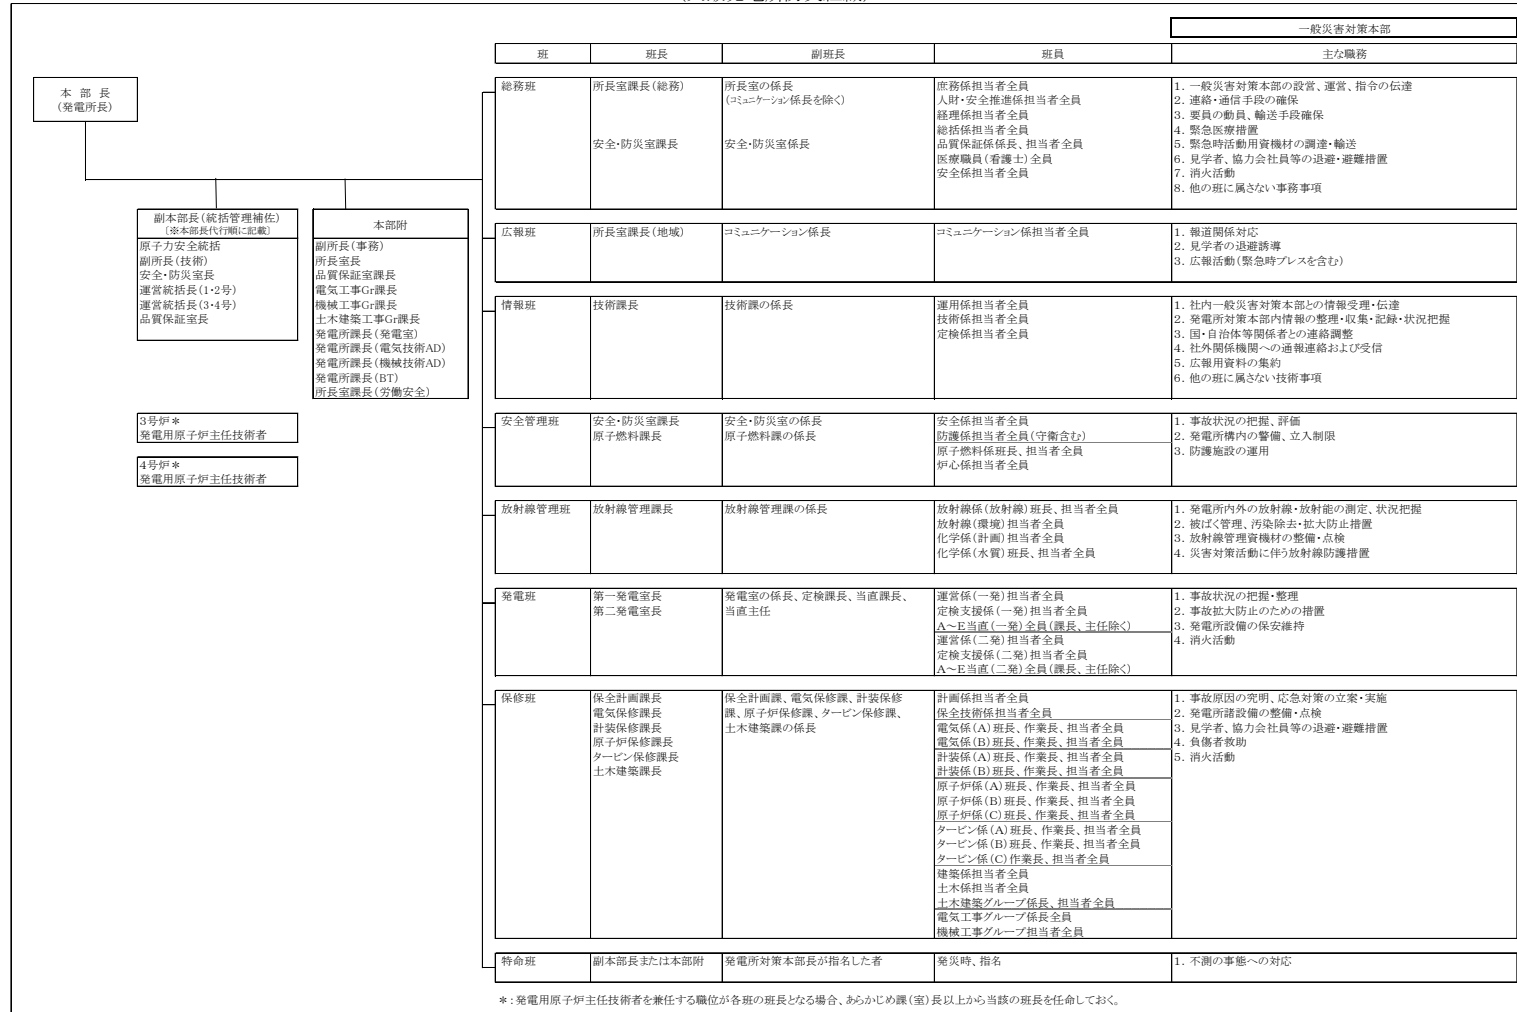 一般災害対策本部
班 班長 副班長 班員 主な職務
本 部 長
(発電所長)
副本部長(統括管理補佐)
〔※本部長代行順に記載〕
原子力安全統括
副所長(技術)
安全・防災室長
運営統括長(1・2号)
運営統括長(3・4号)
品質保証室長
本部附
副所長(事務)
所長室長
品質保証室課長
電気工事Gr課長
機械工事Gr課長
土木建築工事Gr課長
発電所課長(発電室)
発電所課長(電気技術AD)
発電所課長(機械技術AD)
発電所課長(BT)
所長室課長(労働安全)
3号炉*
発電用原子炉主任技術者
4号炉*
発電用原子炉主任技術者
総務班
所長室課長(総務)
安全・防災室課長
所長室の係長
(コミュニケーション係長を除く)
安全・防災室係長
庶務係担当者全員
人財・安全推進係担当者全員
経理係担当者全員
総括係担当者全員
品質保証係係長、担当者全員
医療職員(看護士)全員
安全係担当者全員
1. 一般災害対策本部の設営、運営、指令の伝達
2. 連絡・通信手段の確保
3. 要員の動員、輸送手段確保
4. 緊急医療措置
5. 緊急時活動用資機材の調達・輸送
6. 見学者、協力会社員等の退避・避難措置
7. 消火活動
8. 他の班に属さない事務事項
広報班
所長室課長(地域)
コミュニケーション係長
コミュニケーション係担当者全員
1. 報道関係対応
2. 見学者の退避誘導
3. 広報活動(緊急時プレスを含む)
情報班
技術課長
技術課の係長
運用係担当者全員
技術係担当者全員
定検係担当者全員
1. 社内一般災害対策本部との情報受理・伝達
2. 発電所対策本部内情報の整理・収集・記録・状況把握
3. 国・自治体等関係者との連絡調整
4. 社外関係機関への通報連絡および受信
5. 広報用資料の集約
6. 他の班に属さない技術事項
安全管理班
安全・防災室課長
原子燃料課長
安全・防災室の係長
原子燃料課の係長
安全係担当者全員
防護係担当者全員(守衛含む)
原子燃料係班長、担当者全員
炉心係担当者全員
1. 事故状況の把握、評価
2. 発電所構内の警備、立入制限
3. 防護施設の運用
放射線管理班
放射線管理課長
放射線管理課の係長
放射線係(放射線)班長、担当者全員
放射線(環境)担当者全員
化学係(計画)担当者全員
化学係(水質)班長、担当者全員
1. 発電所内外の放射線・放射能の測定、状況把握
2. 被ばく管理、汚染除去・拡大防止措置
3. 放射線管理資機材の整備・点検
4. 災害対策活動に伴う放射線防護措置
発電班
第一発電室長
第二発電室長
発電室の係長、定検課長、当直課長、
当直主任
運営係(一発)担当者全員
定検支援係(一発)担当者全員
A~E当直(一発)全員(課長、主任除く)
運営係(二発)担当者全員
定検支援係(二発)担当者全員
A~E当直(二発)全員(課長、主任除く)
1. 事故状況の把握・整理
2. 事故拡大防止のための措置
3. 発電所設備の保安維持
4. 消火活動
保修班
保全計画課長
電気保修課長
計装保修課長
原子炉保修課長
タービン保修課長
土木建築課長
保全計画課、電気保修課、計装保修
課、原子炉保修課、タービン保修課、
土木建築課の係長
計画係担当者全員
保全技術係担当者全員
電気係(A)班長、作業長、担当者全員
電気係(B)班長、作業長、担当者全員
計装係(A)班長、作業長、担当者全員
計装係(B)班長、作業長、担当者全員
原子炉係(A)班長、作業長、担当者全員
原子炉係(B)班長、作業長、担当者全員
原子炉係(C)班長、作業長、担当者全員
タービン係(A)班長、作業長、担当者全員
タービン係(B)班長、作業長、担当者全員
タービン係(C)作業長、担当者全員
建築係担当者全員
土木係担当者全員
土木建築グループ係長、担当者全員
電気工事グループ係長全員
機械工事グループ担当者全員
1. 事故原因の究明、応急対策の立案・実施
2. 発電所諸設備の整備・点検
3. 見学者、協力会社員等の退避・避難措置
4. 負傷者救助
5. 消火活動
特命班
副本部長または本部附
発電所対策本部長が指名した者
発災時、指名
1. 不測の事態への対応
*:発電用原子炉主任技術者を兼任する職位が各班の班長となる場合、あらかじめ課(室)長以上から当該の班長を任命しておく。